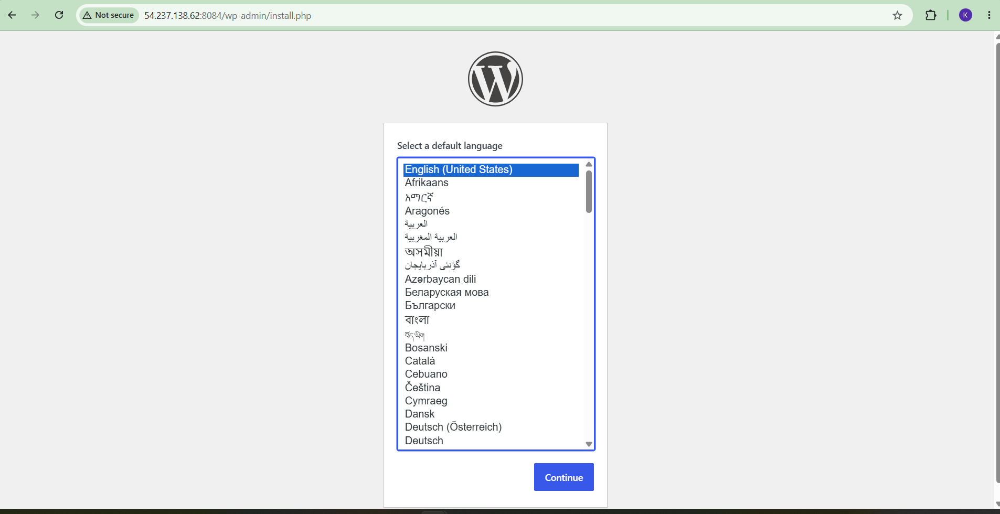 Not secure 54.237.138.62:8084/wp-admin/install.php
K
Select a default language
English (United States)
Afrikaans
አማርኛ
Aragonés
العربية
العربية المغربية
অসমীয়া
گؤنئی آذربایجان
Azərbaycan dili
Беларуская мова
Български
বাংলা
བོད་ཡིག
Bosanski
Català
Cebuano
Čeština
Cymraeg
Dansk
Deutsch (Österreich)
Deutsch
Continue